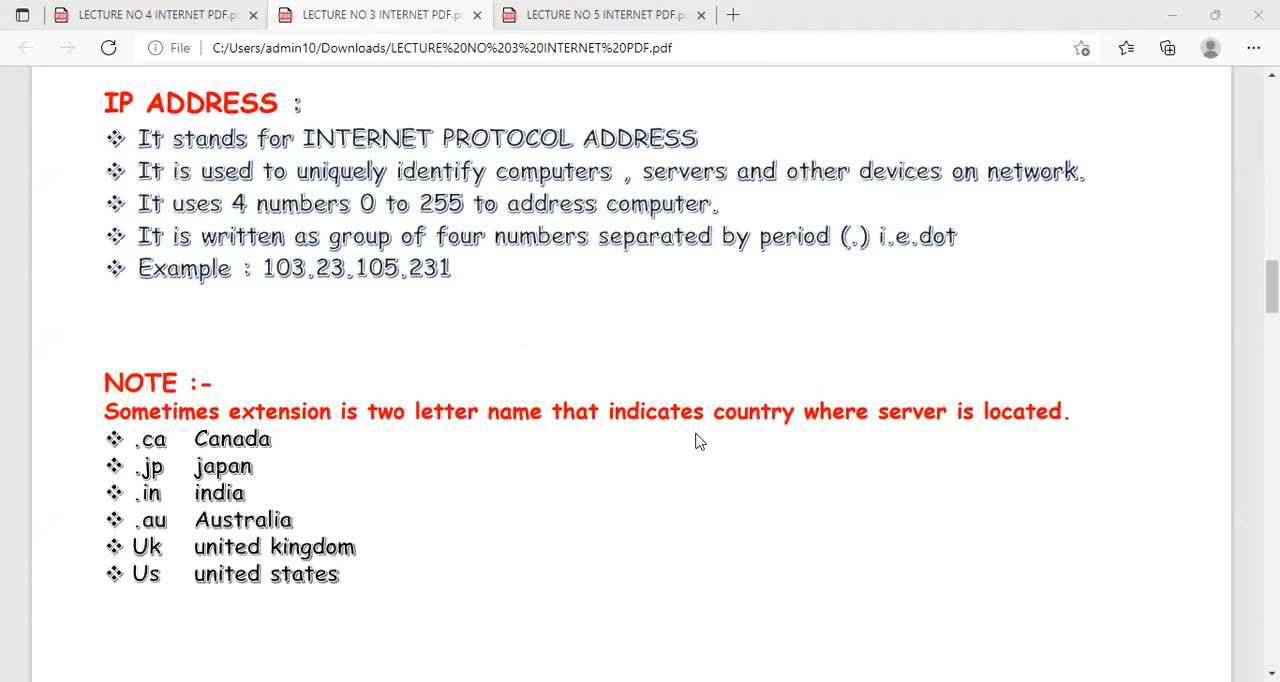 LECTURE NO 4 INTERNET PDF.p
LECTURE NO 3 INTERNET PDF.p
LECTURE NO 5 INTERNET PDF.p
File C:/Users/admin10/Downloads/LECTURE%20NO%203%20INTERNET%20PDF.pdf
IP ADDRESS :
❖ It stands for INTERNET PROTOCOL ADDRESS
❖ It is used to uniquely identify computers , servers and other devices on network.
❖ It uses 4 numbers 0 to 255 to address computer.
❖ It is written as group of four numbers separated by period (.) i.e.dot
❖ Example : 103.23.105.231
NOTE :-
Sometimes extension is two letter name that indicates country where server is located.
❖ .ca Canada
❖ .jp japan
❖ .in india
❖ .au Australia
❖ Uk united kingdom
❖ Us united states